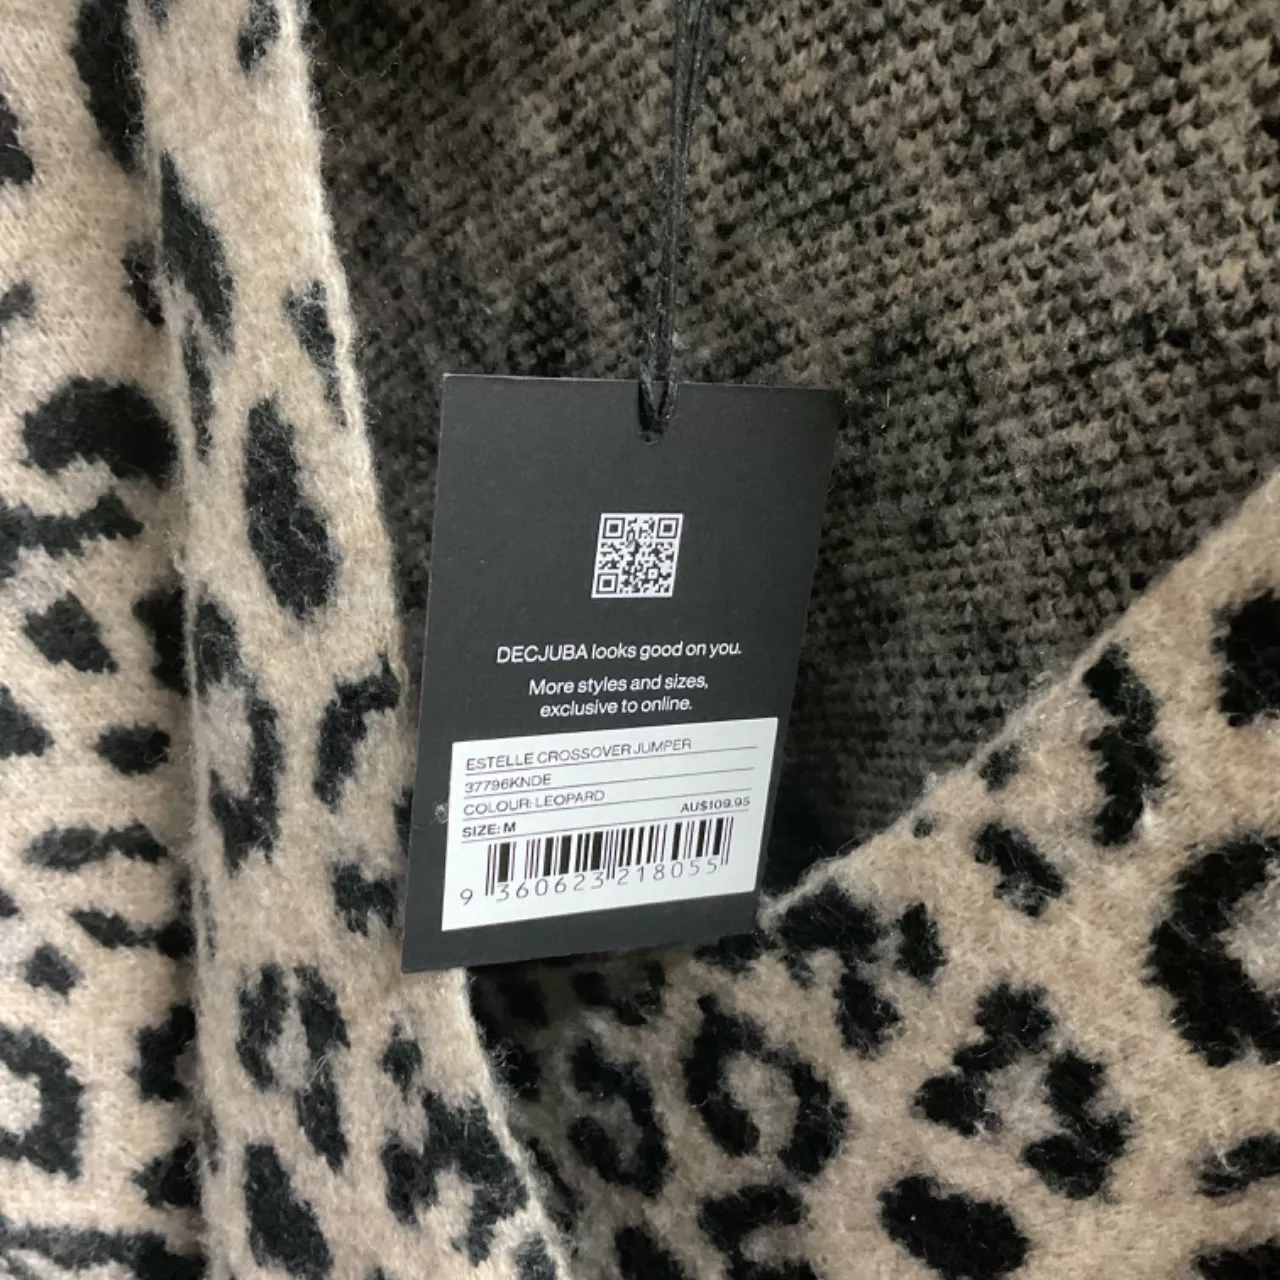 DECJUBA looks good on you.
More styles and sizes,
exclusive to online.
ESTELLE CROSSOVER JUMPER
37796KNDE
COLOUR: LEOPARD
AU$109.95
SIZE: M
9 360623 218055